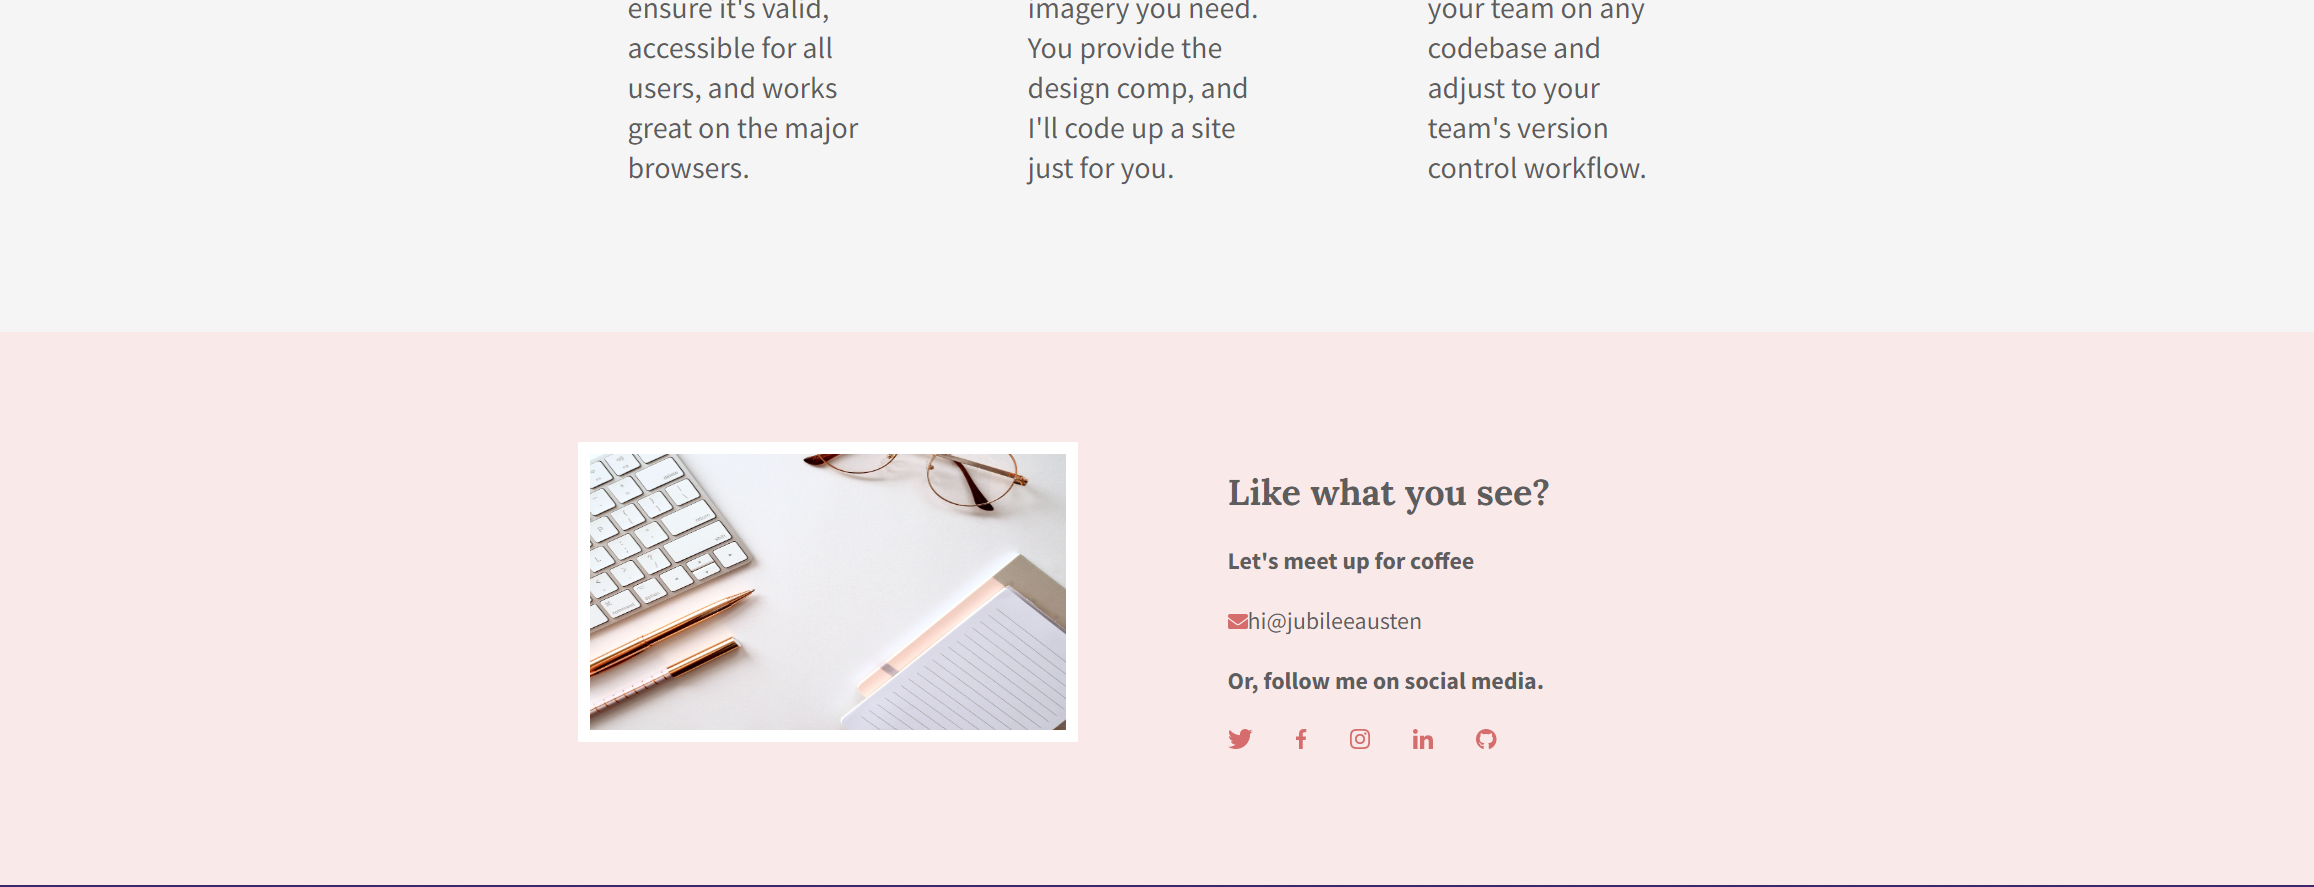 ensure it's valid,
accessible for all
users, and works
great on the major
browsers.
imagery you need.
You provide the
design comp, and
I'll code up a site
just for you.
your team on any
codebase and
adjust to your
team's version
control workflow.
Like what you see?
Let's meet up for coffee
hi@jubileeausten
Or, follow me on social media.